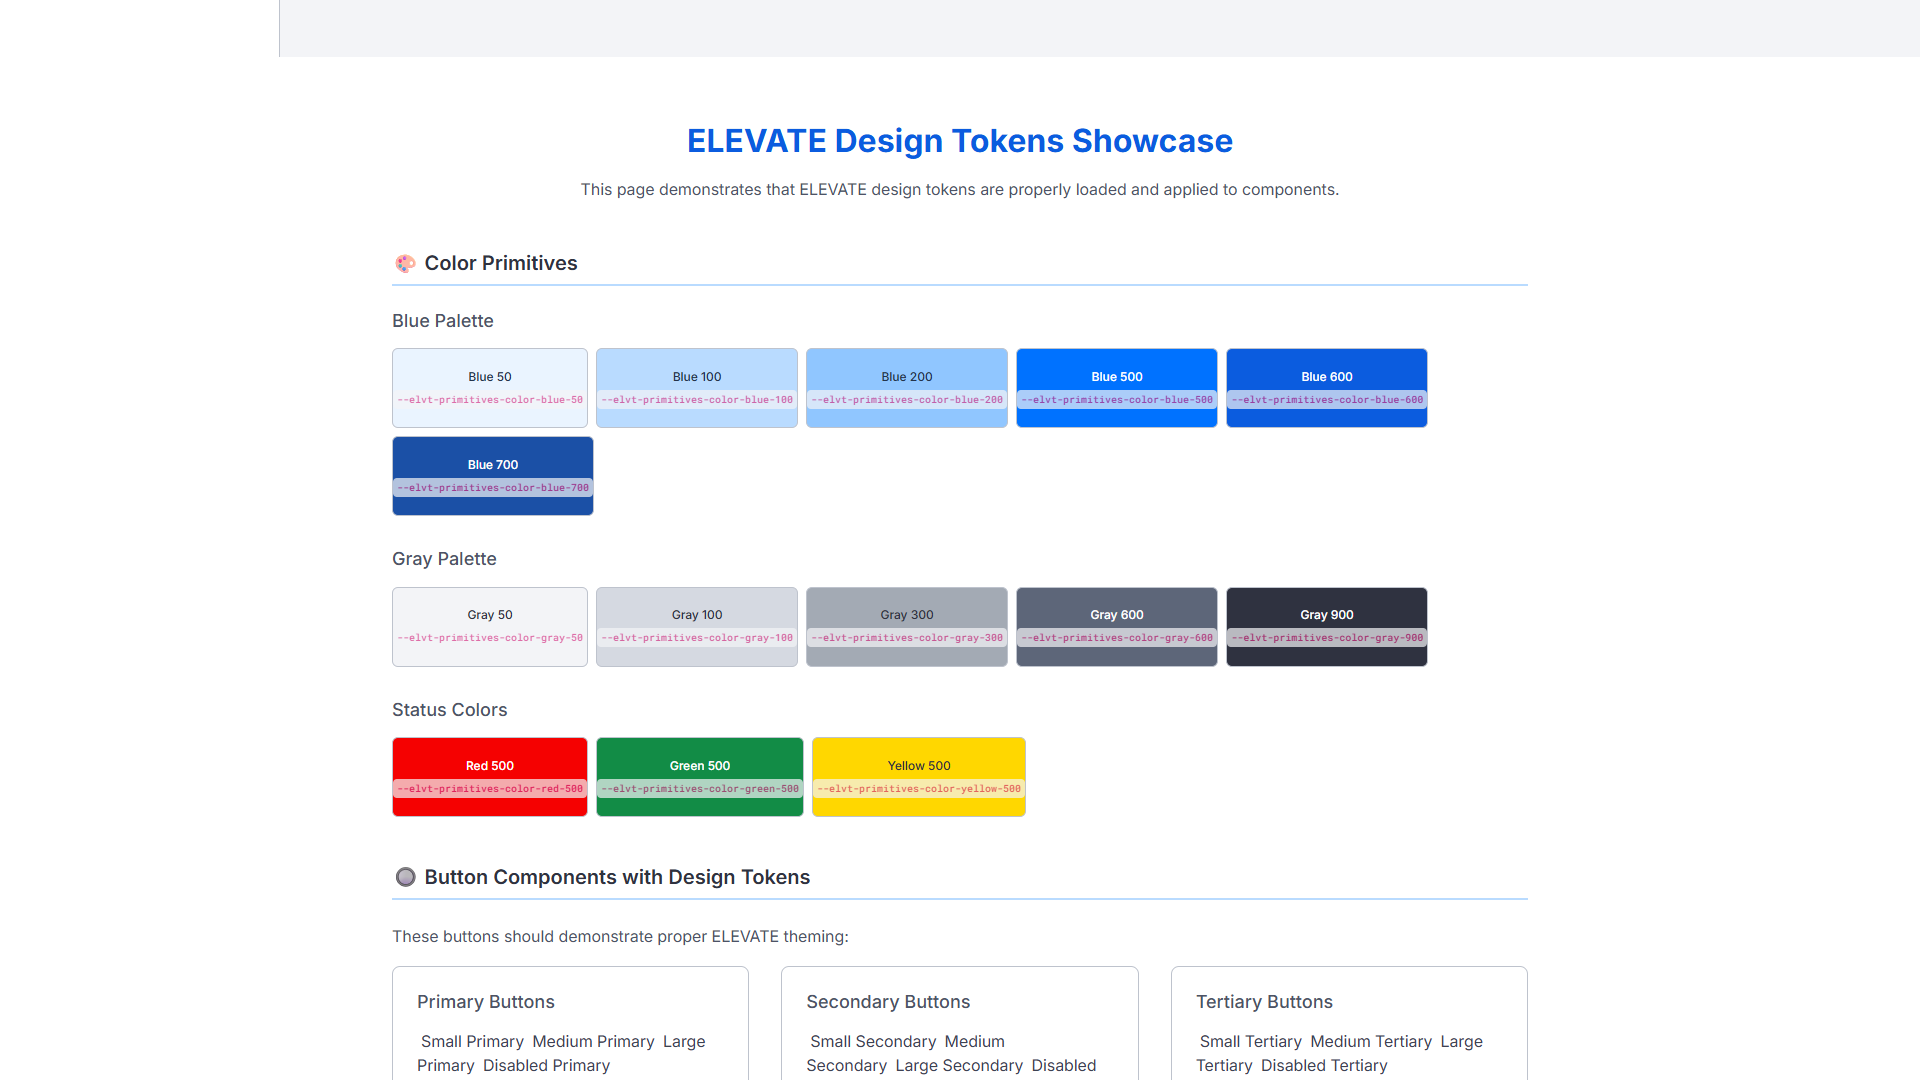 ELEVATE Design Tokens Showcase
This page demonstrates that ELEVATE design tokens are properly loaded and applied to components.
Color Primitives
Blue Palette
Blue 50
--elvt-primitives-color-blue-50
Blue 100
--elvt-primitives-color-blue-100
Blue 200
--elvt-primitives-color-blue-200
Blue 500
--elvt-primitives-color-blue-500
Blue 600
--elvt-primitives-color-blue-600
Blue 700
--elvt-primitives-color-blue-700
Gray Palette
Gray 50
--elvt-primitives-color-gray-50
Gray 100
--elvt-primitives-color-gray-100
Gray 300
--elvt-primitives-color-gray-300
Gray 600
--elvt-primitives-color-gray-600
Gray 900
--elvt-primitives-color-gray-900
Status Colors
Red 500
--elvt-primitives-color-red-500
Green 500
--elvt-primitives-color-green-500
Yellow 500
--elvt-primitives-color-yellow-500
Button Components with Design Tokens
These buttons should demonstrate proper ELEVATE theming:
Primary Buttons
Small Primary Medium Primary Large
Primary Disabled Primary
Secondary Buttons
Small Secondary Medium
Secondary Large Secondary Disabled
Tertiary Buttons
Small Tertiary Medium Tertiary Large
Tertiary Disabled Tertiary